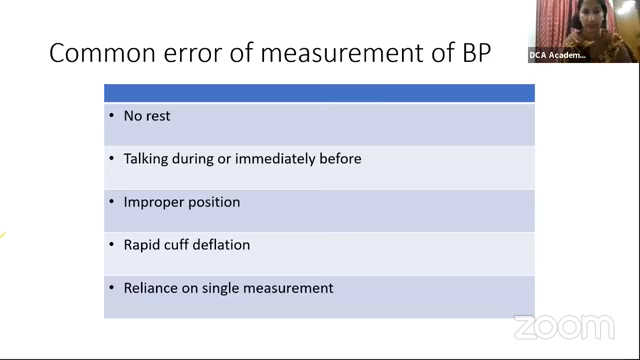 Common error of measurement of BP
DCA Academ...
• No rest
• Talking during or immediately before
• Improper position
• Rapid cuff deflation
• Reliance on single measurement
zoom